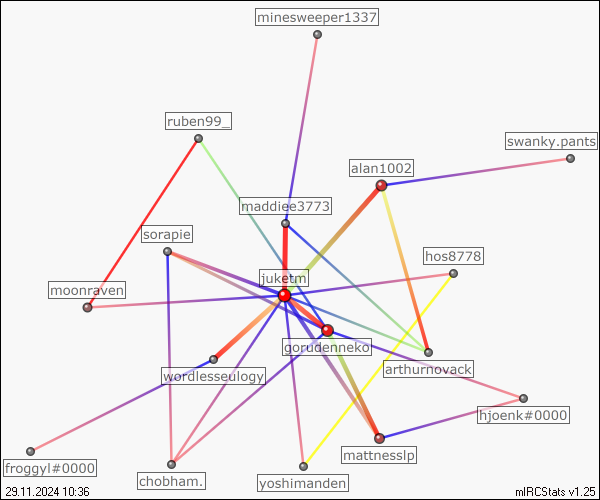 minesweeper1337
ruben99_
swanky.pants
alan1002
maddiee3773
sorapie
hos8778
juketm
moonraven
gorudenneko
arthurnovack
wordlesseulogy
hjoenk#0000
mattnesslp
froggyl#0000
chobham.
yoshimanden
29.11.2024 10:36
mIRCStats v1.25